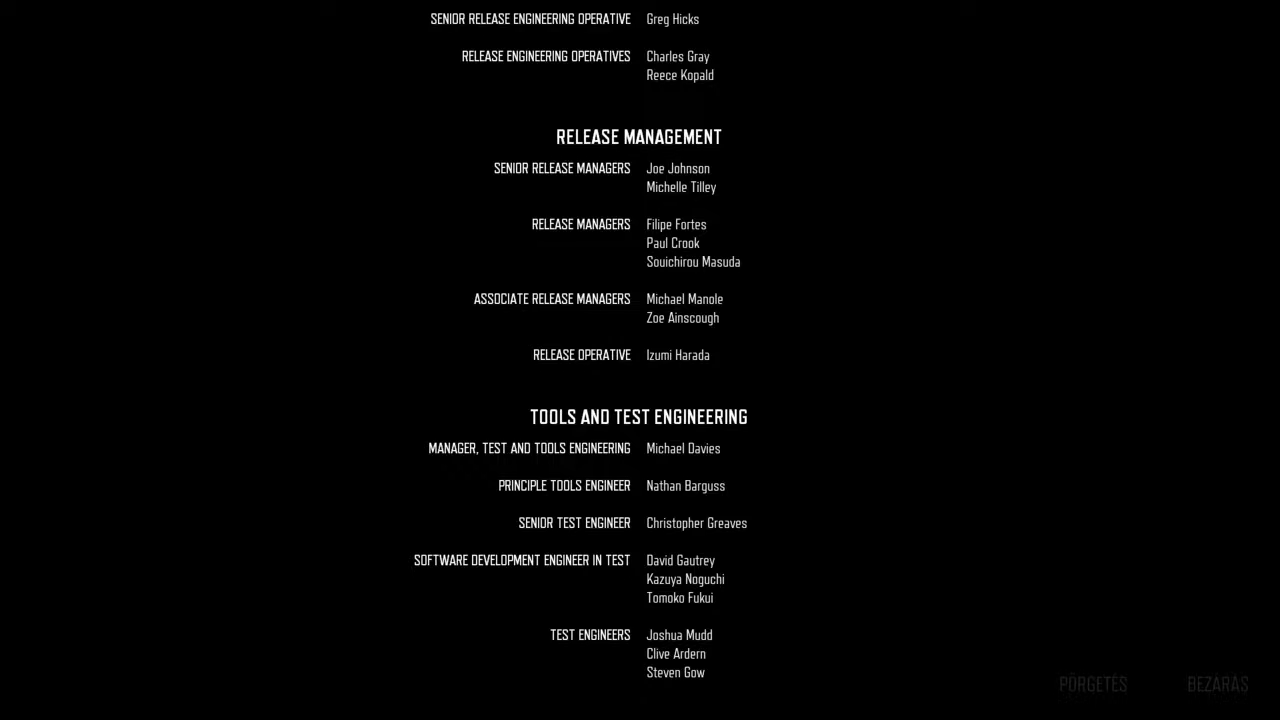 SENIOR RELEASE ENGINEERING OPERATIVE Greg Hicks
RELEASE ENGINEERING OPERATIVES Charles Gray
Reece Kopald
RELEASE MANAGEMENT
SENIOR RELEASE MANAGERS Joe Johnson
Michelle Tilley
RELEASE MANAGERS Filipe Fortes
Paul Crook
Souichirou Masuda
ASSOCIATE RELEASE MANAGERS Michael Manole
Zoe Ainscough
RELEASE OPERATIVE Izumi Harada
TOOLS AND TEST ENGINEERING
MANAGER, TEST AND TOOLS ENGINEERING Michael Davies
PRINCIPLE TOOLS ENGINEER Nathan Barguss
SENIOR TEST ENGINEER Christopher Greaves
SOFTWARE DEVELOPMENT ENGINEER IN TEST David Gautrey
Kazuya Noguchi
Tomoko Fukui
TEST ENGINEERS Joshua Mudd
Clive Ardern
Steven Gow
PÖRGETÉS BEZÁRÁS